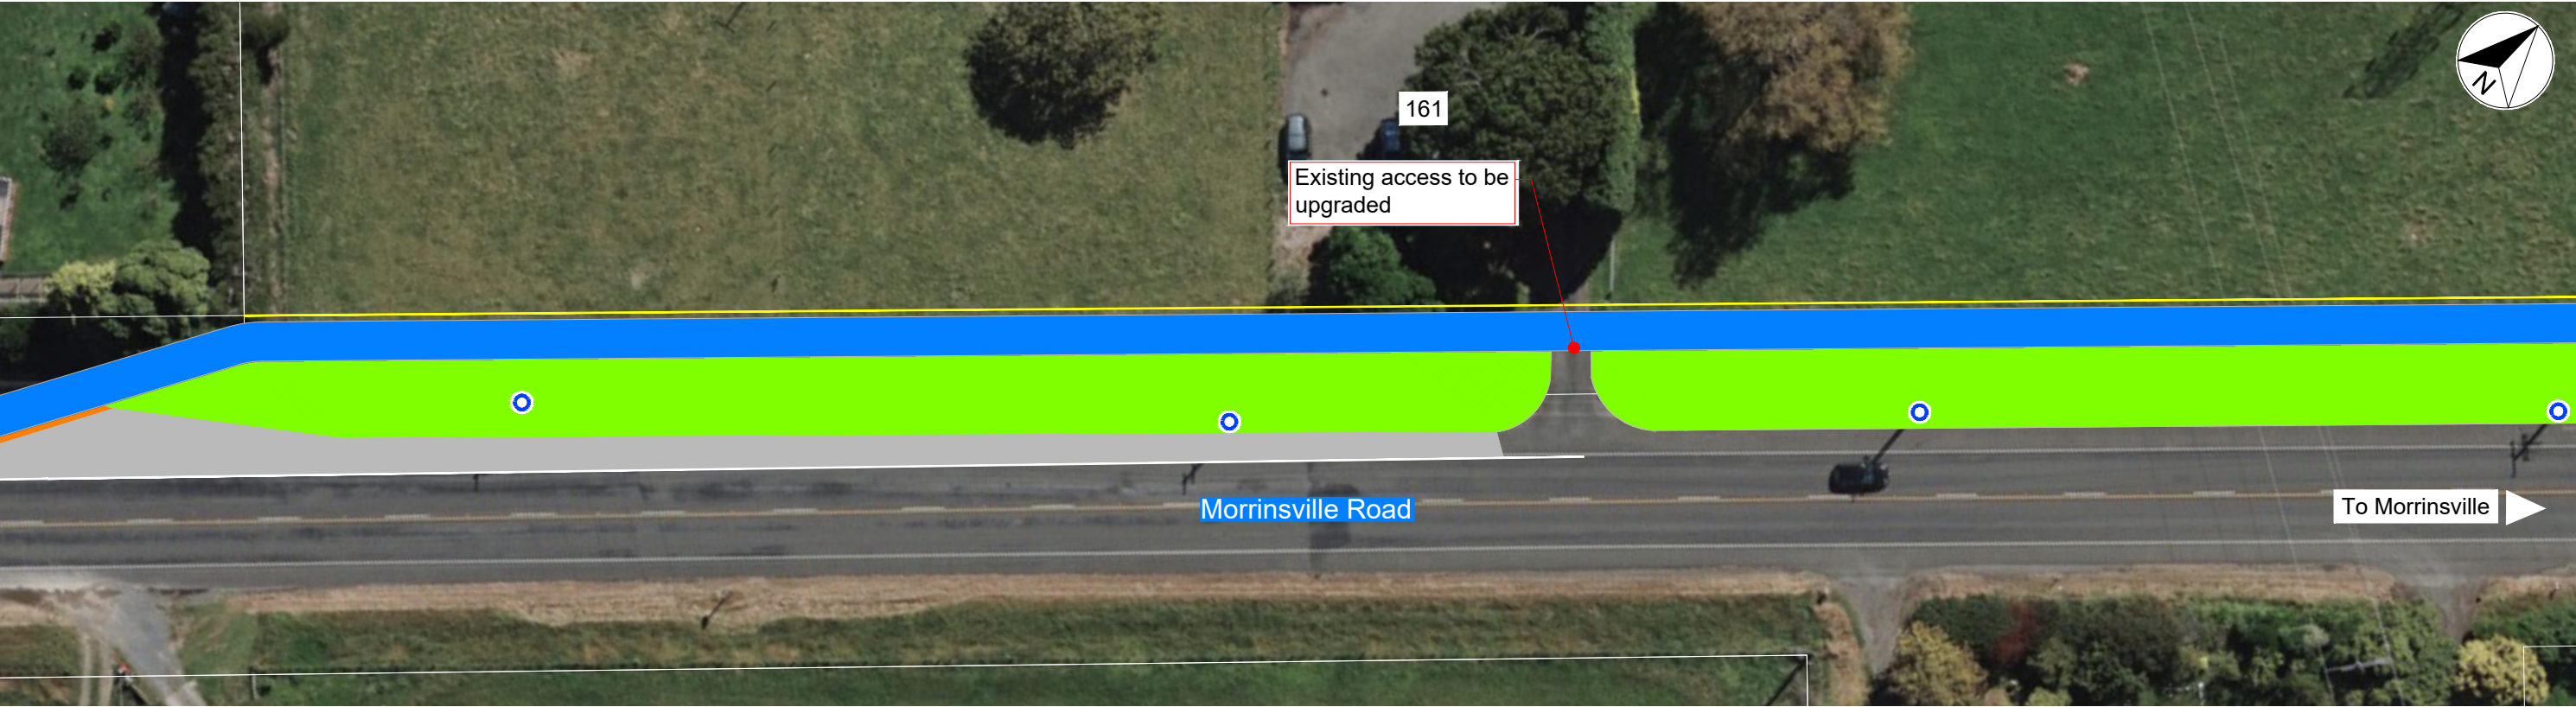 N
161
Existing access to be
upgraded
Morrinsville Road
To Morrinsville